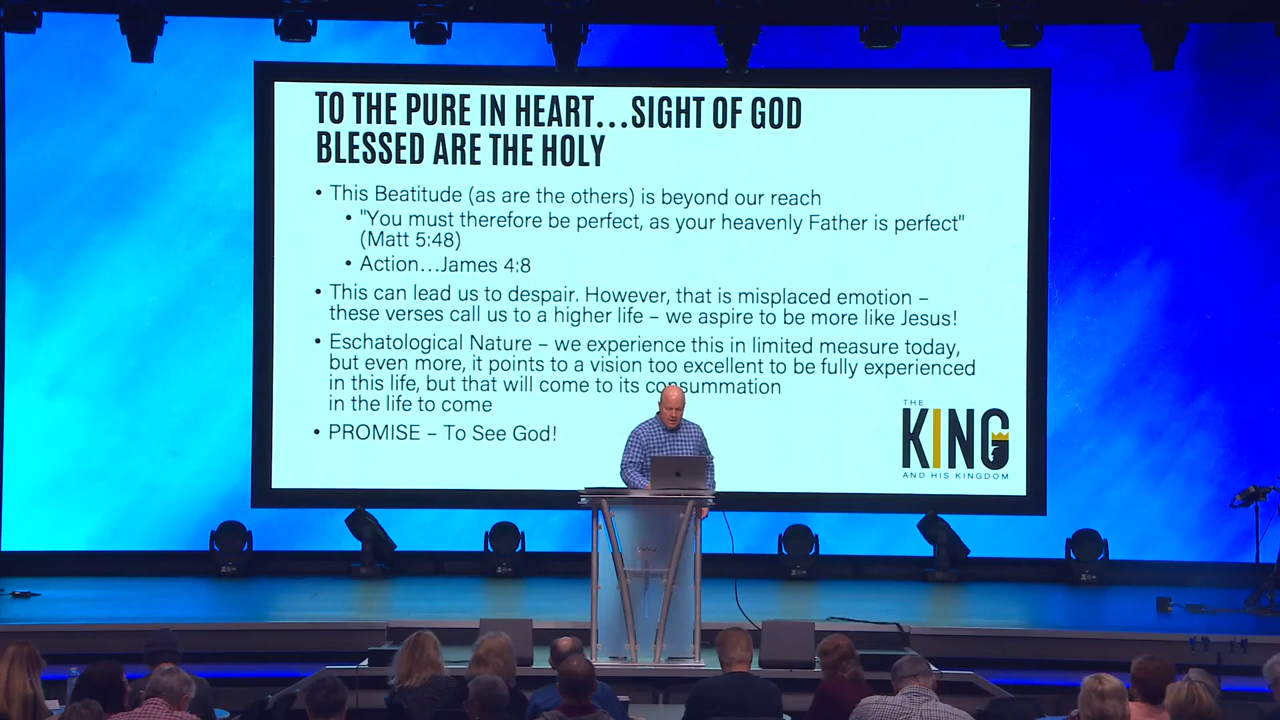 TO THE PURE IN HEART...SIGHT OF GOD
BLESSED ARE THE HOLY
• This Beatitude (as are the others) is beyond our reach
• "You must therefore be perfect, as your heavenly Father is perfect"
(Matt 5:48)
• Action...James 4:8
• This can lead us to despair. However, that is misplaced emotion –
these verses call us to a higher life – we aspire to be more like Jesus!
• Eschatological Nature – we experience this in limited measure today,
but even more, it points to a vision too excellent to be fully experienced
in this life, but that will come to its consummation
in the life to come
• PROMISE – To See God!
THE
KING
AND HIS KINGDOM